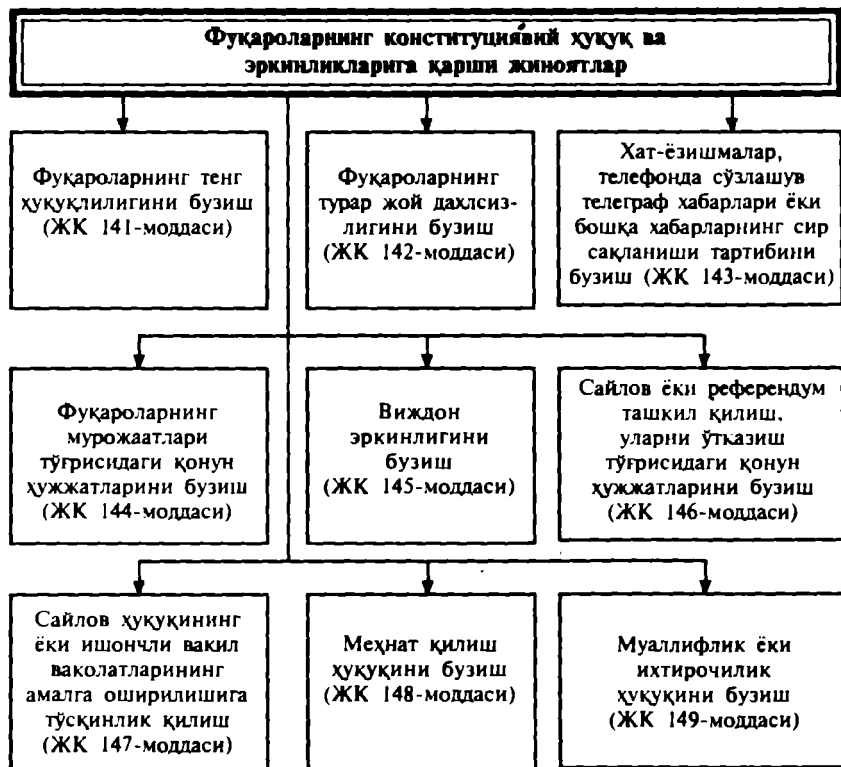 Фуқароларнинг конституциявий ҳуқуқ ва
эркинликларига қарши жиноятлар
Фуқароларнинг тенг
ҳуқуқлилигини бузиш
(ЖК 141-моддаси)
Фуқароларнинг
турар жой дахлсиз-
лигини бузиш
(ЖК 142-моддаси)
Хат-ёзишмалар,
телефонда сўзлашув
телеграф хабарлари ёки
бошқа хабарларнинг сир
сақланиши тартибини
бузиш (ЖК 143-моддаси)
Фуқароларнинг
мурожаатлари
тўғрисидаги қонун
ҳужжатларини бузиш
(ЖК 144-моддаси)
Виждон
эркинлигини
бузиш
(ЖК 145-моддаси)
Сайлов ёки референдум
ташкил қилиш,
уларни ўтказиш
тўғрисидаги қонун
ҳужжатларини бузиш
(ЖК 146-моддаси)
Сайлов ҳуқуқининг
ёки ишончли вакил
ваколатларининг
амалга оширилишига
тўсқинлик қилиш
(ЖК 147-моддаси)
Меҳнат қилиш
ҳуқуқини бузиш
(ЖК 148-моддаси)
Муаллифлик ёки
ихтирочилик
ҳуқуқини бузиш
(ЖК 149-моддаси)